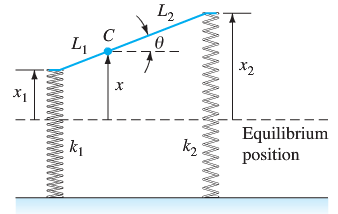 L₂
C
L₁
θ
x₂
x₁
x
k₁
k₂
Equilibrium
position